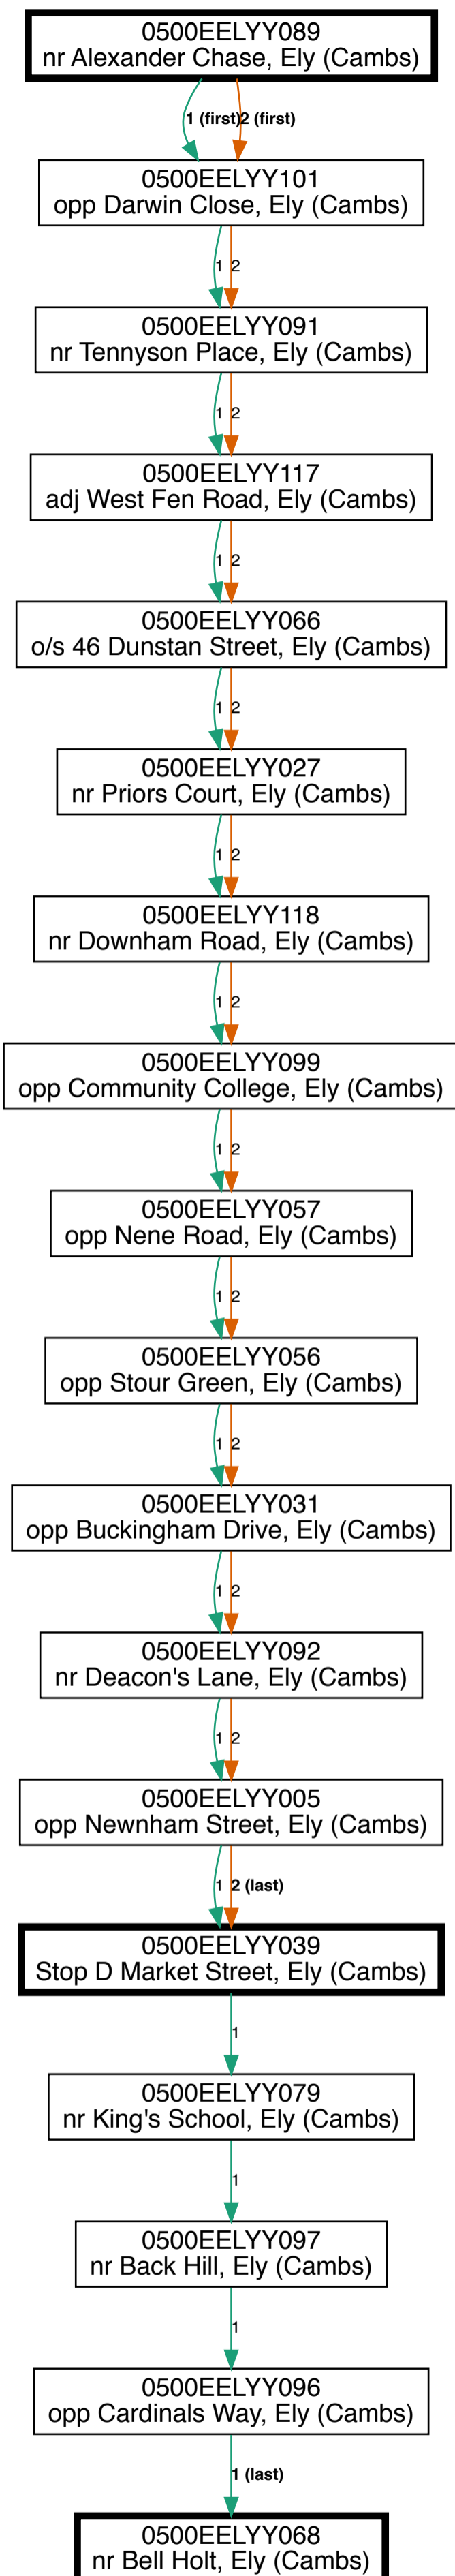 0500EELYY089
nr Alexander Chase, Ely (Cambs)
1 (first) 2 (first)
0500EELYY101
opp Darwin Close, Ely (Cambs)
1 2
0500EELYY091
nr Tennyson Place, Ely (Cambs)
1 2
0500EELYY117
adj West Fen Road, Ely (Cambs)
1 2
0500EELYY066
o/s 46 Dunstan Street, Ely (Cambs)
1 2
0500EELYY027
nr Priors Court, Ely (Cambs)
1 2
0500EELYY118
nr Downham Road, Ely (Cambs)
1 2
0500EELYY099
opp Community College, Ely (Cambs)
1 2
0500EELYY057
opp Nene Road, Ely (Cambs)
1 2
0500EELYY056
opp Stour Green, Ely (Cambs)
1 2
0500EELYY031
opp Buckingham Drive, Ely (Cambs)
1 2
0500EELYY092
nr Deacon's Lane, Ely (Cambs)
1 2
0500EELYY005
opp Newnham Street, Ely (Cambs)
1 2 (last)
0500EELYY039
Stop D Market Street, Ely (Cambs)
1
0500EELYY079
nr King's School, Ely (Cambs)
1
0500EELYY097
nr Back Hill, Ely (Cambs)
1
0500EELYY096
opp Cardinals Way, Ely (Cambs)
1 (last)
0500EELYY068
nr Bell Holt, Ely (Cambs)